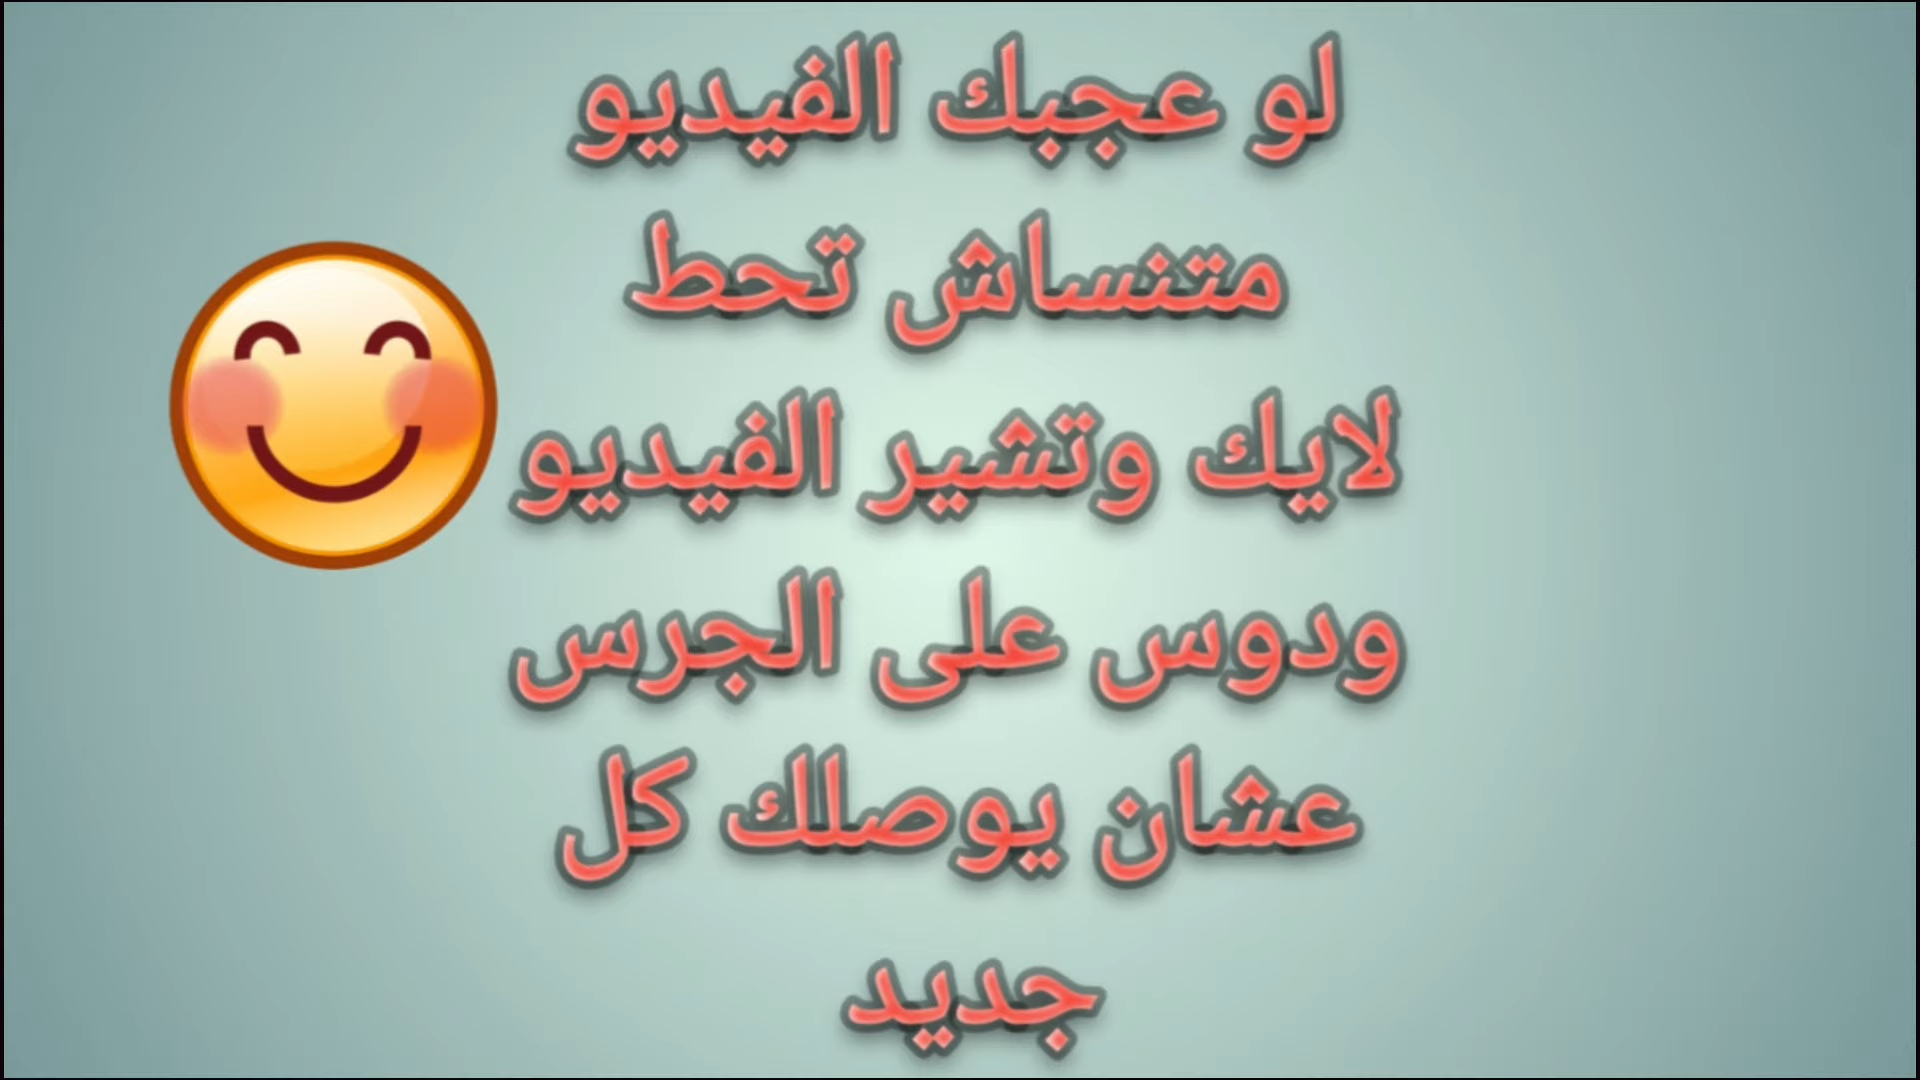 لو عجبك الفيديو
متنساش تحط
لايك وتشير الفيديو
ودوس على الجرس
عشان يوصلك كل
جديد